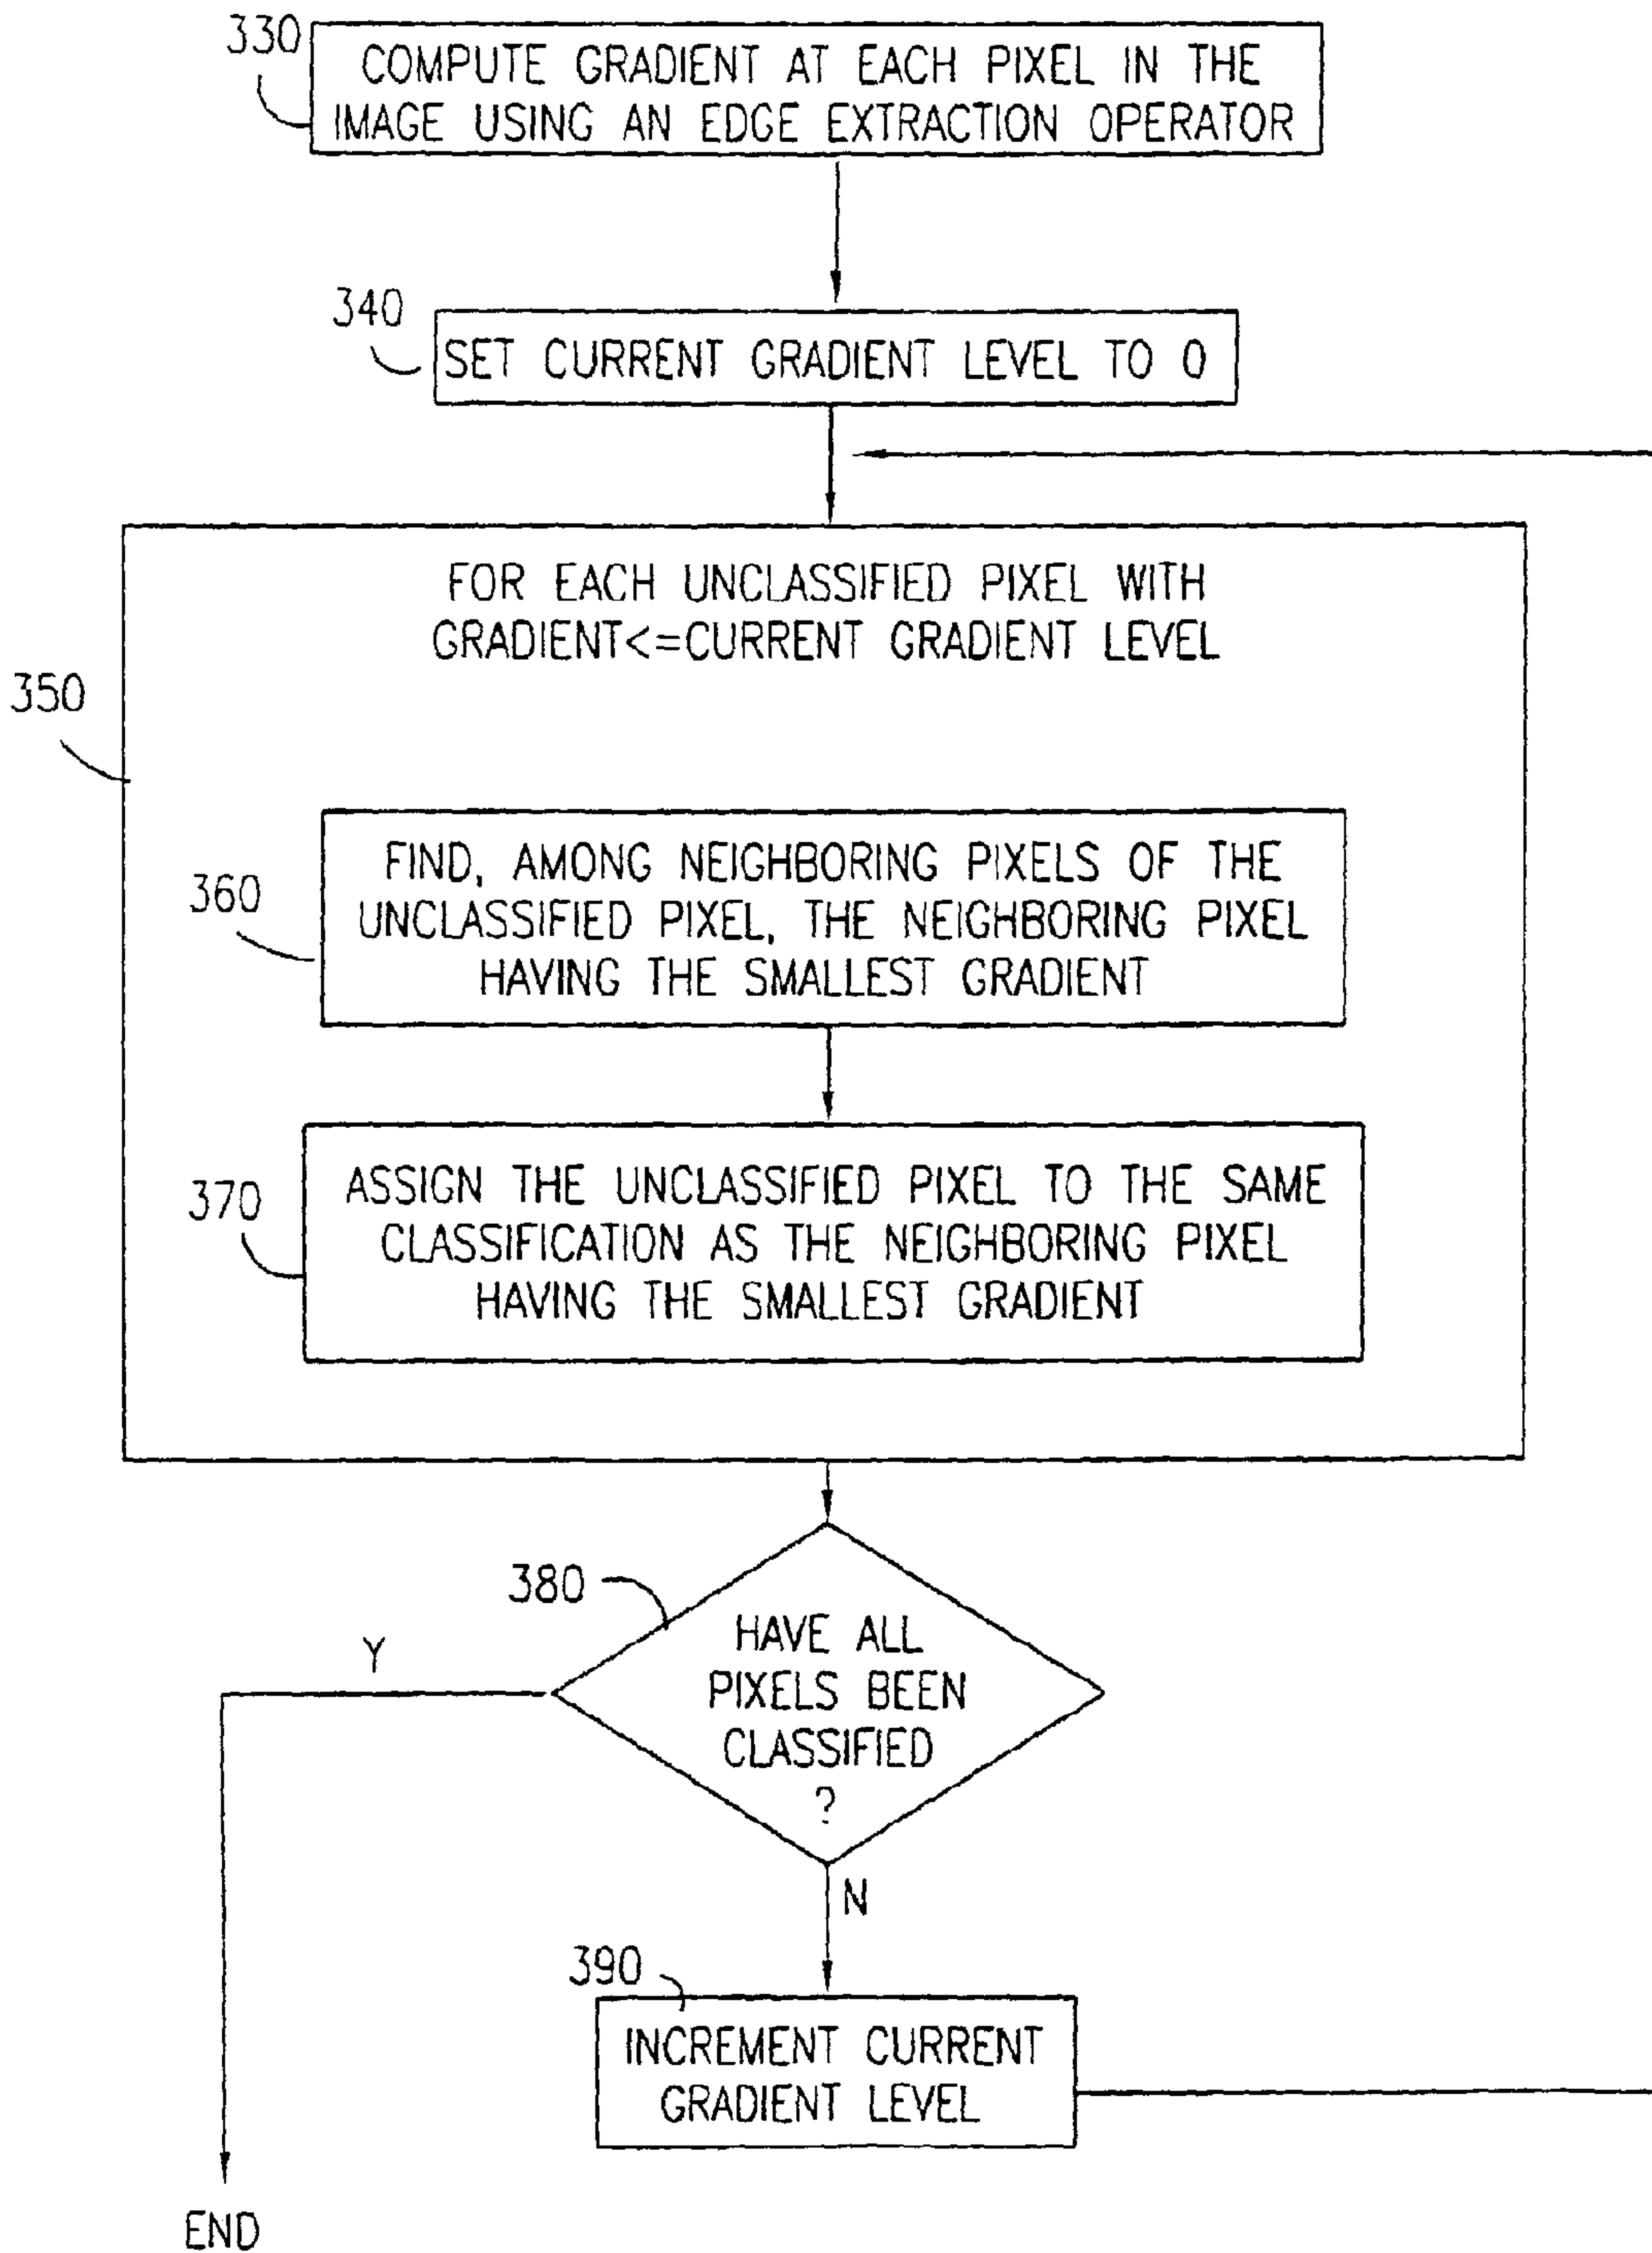 330
COMPUTE GRADIENT AT EACH PIXEL IN THE
IMAGE USING AN EDGE EXTRACTION OPERATOR
340
SET CURRENT GRADIENT LEVEL TO 0
350
FOR EACH UNCLASSIFIED PIXEL WITH
GRADIENT<=CURRENT GRADIENT LEVEL
360
FIND, AMONG NEIGHBORING PIXELS OF THE
UNCLASSIFIED PIXEL, THE NEIGHBORING PIXEL
HAVING THE SMALLEST GRADIENT
370
ASSIGN THE UNCLASSIFIED PIXEL TO THE SAME
CLASSIFICATION AS THE NEIGHBORING PIXEL
HAVING THE SMALLEST GRADIENT
380
HAVE ALL
PIXELS BEEN
CLASSIFIED
?
Y
N
390
INCREMENT CURRENT
GRADIENT LEVEL
END